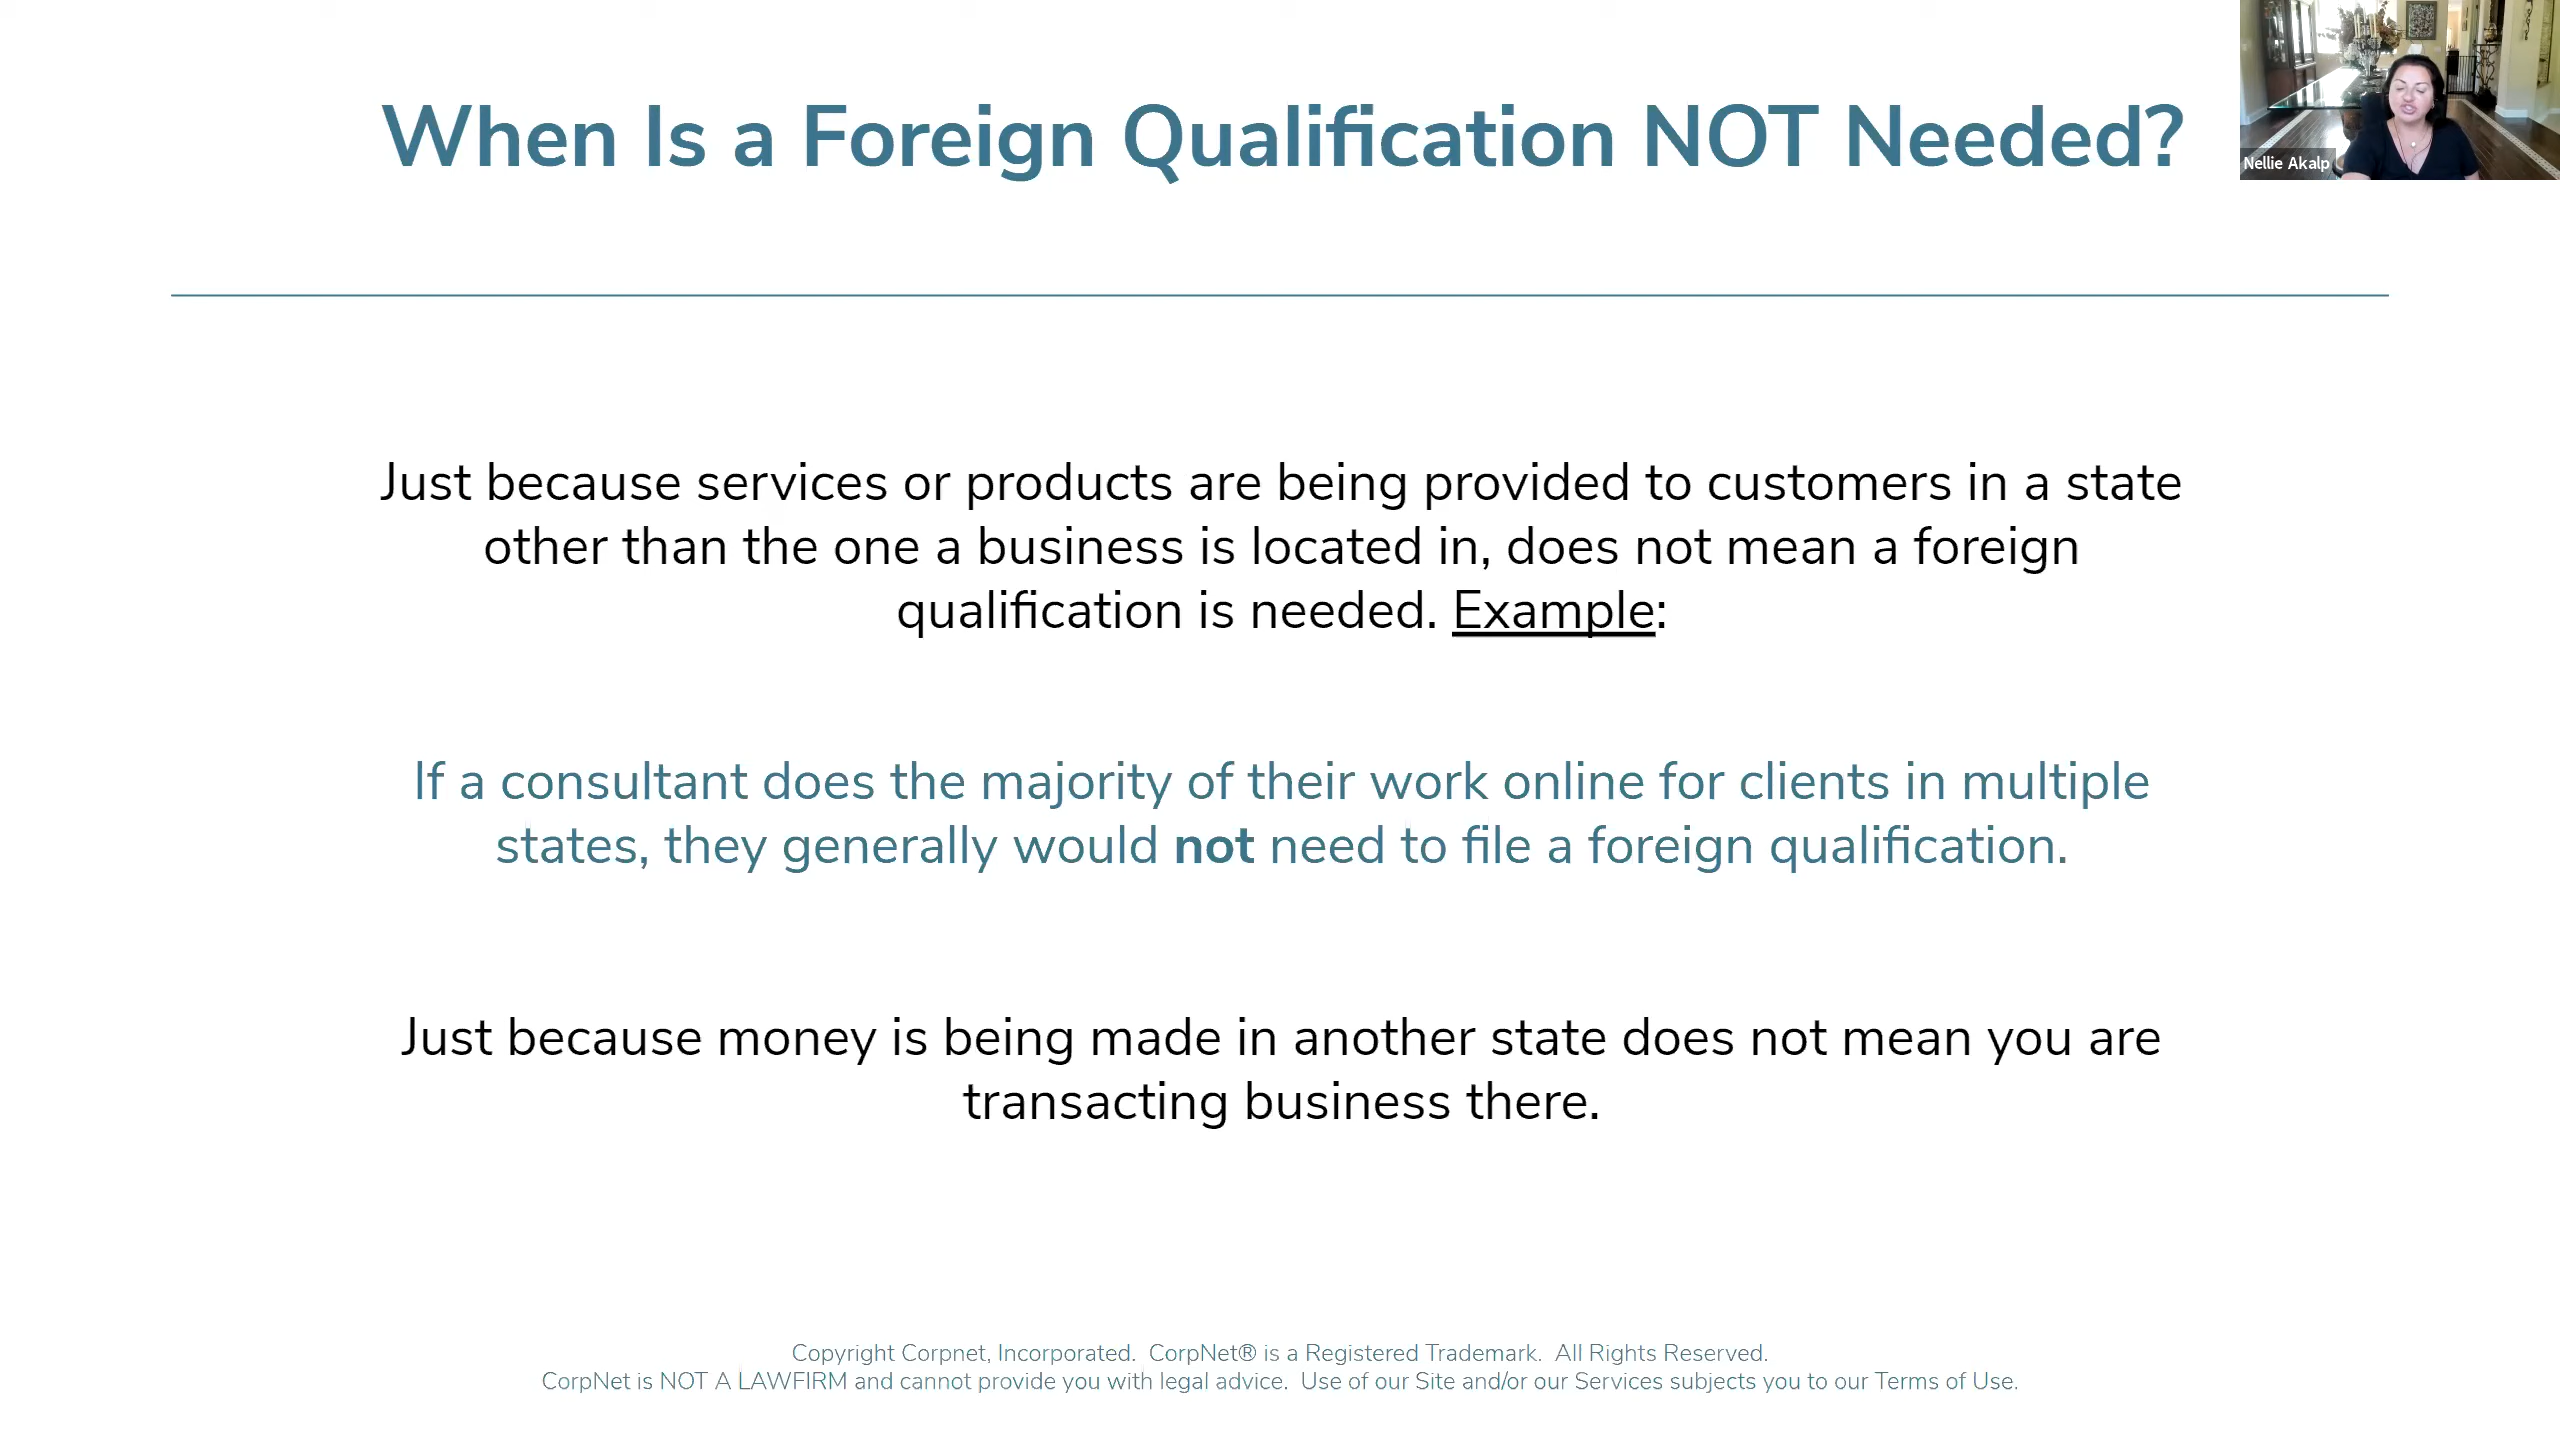 When Is a Foreign Qualification NOT Needed?
Nellie Akalp
Just because services or products are being provided to customers in a state
other than the one a business is located in, does not mean a foreign
qualification is needed. Example:
If a consultant does the majority of their work online for clients in multiple
states, they generally would not need to file a foreign qualification.
Just because money is being made in another state does not mean you are
transacting business there.
Copyright Corpnet, Incorporated. CorpNet® is a Registered Trademark. All Rights Reserved.
CorpNet is NOT A LAWFIRM and cannot provide you with legal advice. Use of our Site and/or our Services subjects you to our Terms of Use.